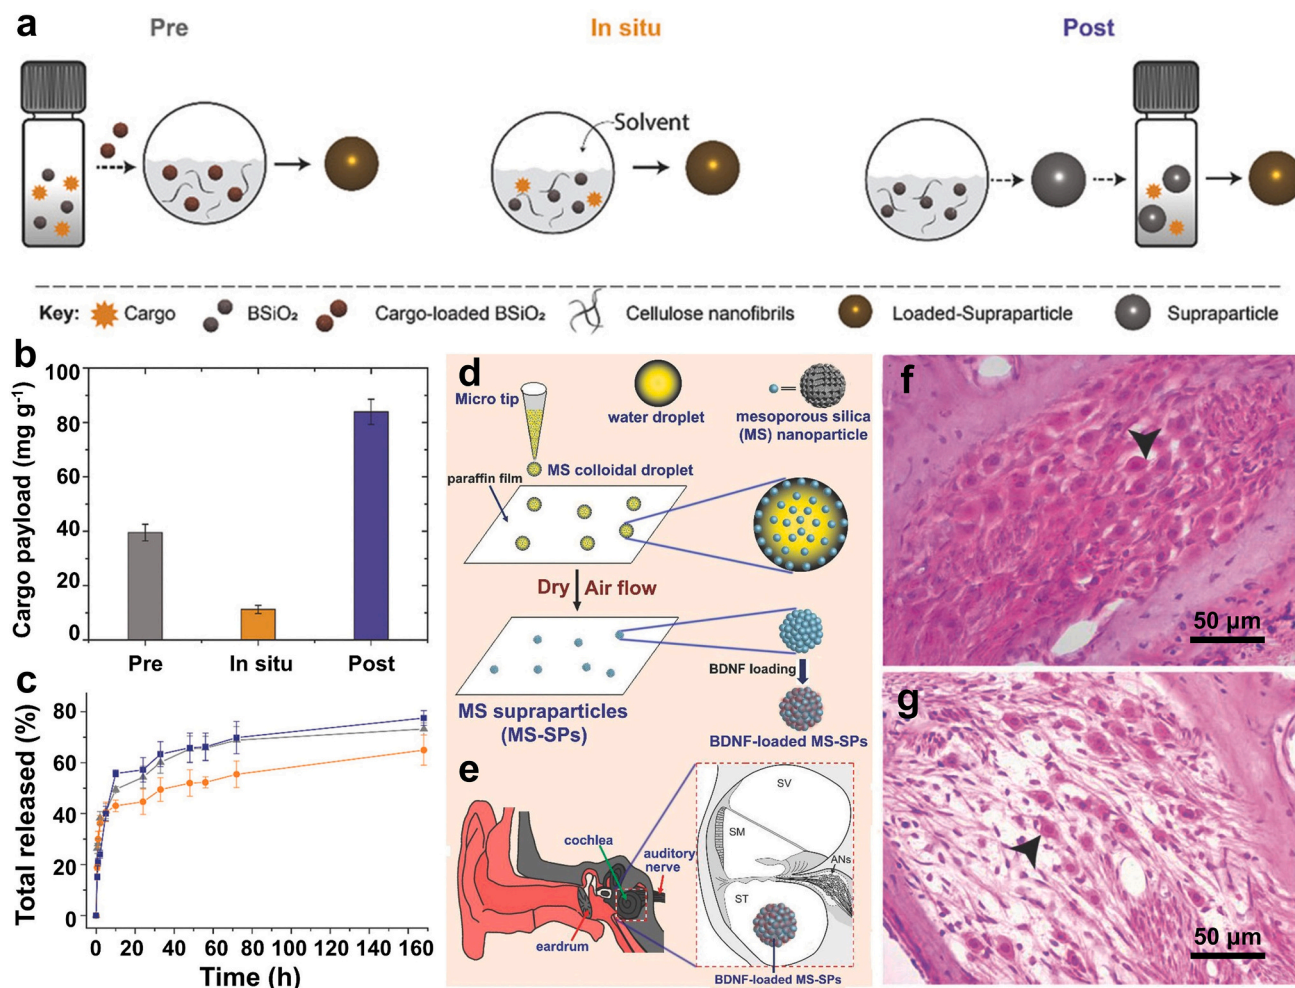 a
Pre
In situ
Post
Solvent
Key:
Cargo
BSiO₂
Cargo-loaded BSiO₂
Cellulose nanofibrils
Loaded-Supraparticle
Supraparticle
b
Cargo payload (mg g⁻¹)
100
80
60
40
20
0
Pre
In situ
Post
c
Total released (%)
80
60
40
20
0
0
20
40
60
80
100
120
140
160
Time (h)
d
Micro tip
water droplet
mesoporous silica
(MS) nanoparticle
MS colloidal droplet
paraffin film
Dry
Air flow
BDNF loading
MS supraparticles
(MS-SPs)
BDNF-loaded MS-SPs
e
cochlea
auditory
nerve
eardrum
SV
SM
ANs
ST
BDNF-loaded MS-SPs
f
50 μm
g
50 μm